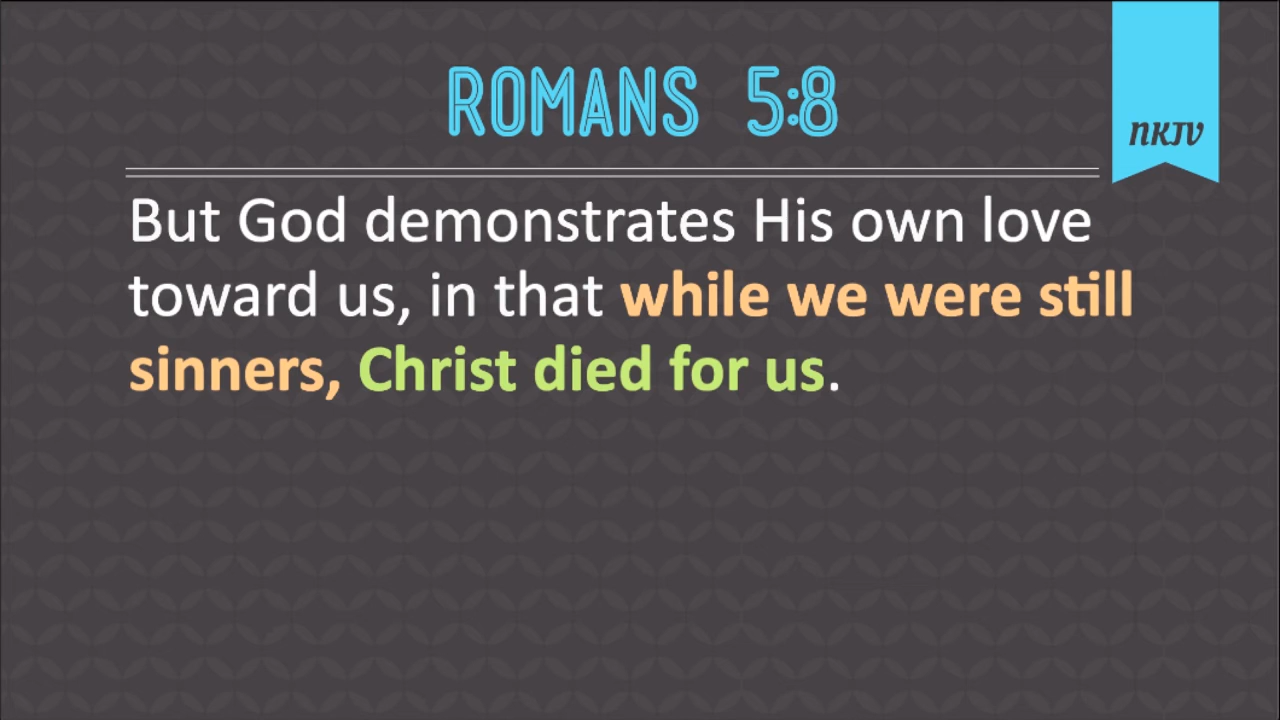 ROMANS 5:8
NKJV
But God demonstrates His own love
toward us, in that while we were still
sinners, Christ died for us.